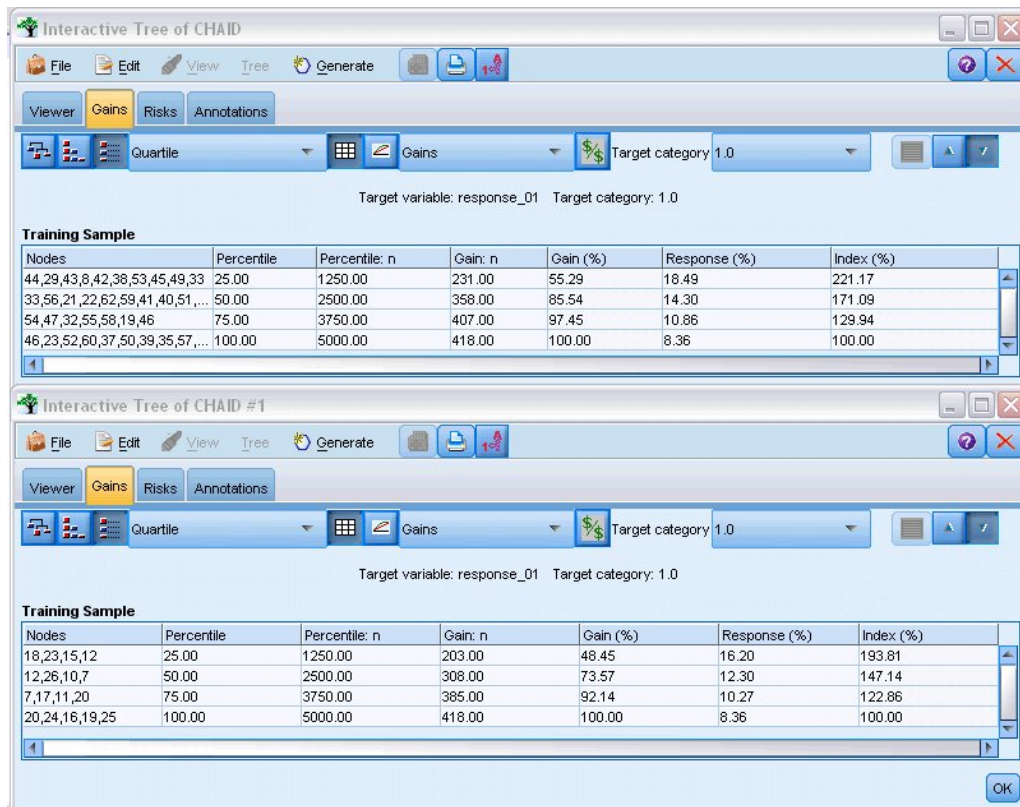 Interactive Tree of CHAID
File Edit View Tree Generate
Viewer Gains Risks Annotations
Quartile Gains Target category 1.0
Target variable: response_01 Target category: 1.0
Training Sample
Nodes Percentile Percentile: n Gain: n Gain (%) Response (%) Index (%)
44,29,43,8,42,38,53,45,49,33 25.00 1250.00 231.00 55.29 18.49 221.17
33,56,21,22,62,59,41,40,51,... 50.00 2500.00 358.00 85.54 14.30 171.09
54,47,32,55,58,19,46 75.00 3750.00 407.00 97.45 10.86 129.94
46,23,52,60,37,50,39,35,57,... 100.00 5000.00 418.00 100.00 8.36 100.00
Interactive Tree of CHAID #1
File Edit View Tree Generate
Viewer Gains Risks Annotations
Quartile Gains Target category 1.0
Target variable: response_01 Target category: 1.0
Training Sample
Nodes Percentile Percentile: n Gain: n Gain (%) Response (%) Index (%)
18,23,15,12 25.00 1250.00 203.00 48.45 16.20 193.81
12,26,10,7 50.00 2500.00 308.00 73.57 12.30 147.14
7,17,11,20 75.00 3750.00 385.00 92.14 10.27 122.86
20,24,16,19,25 100.00 5000.00 418.00 100.00 8.36 100.00
OK